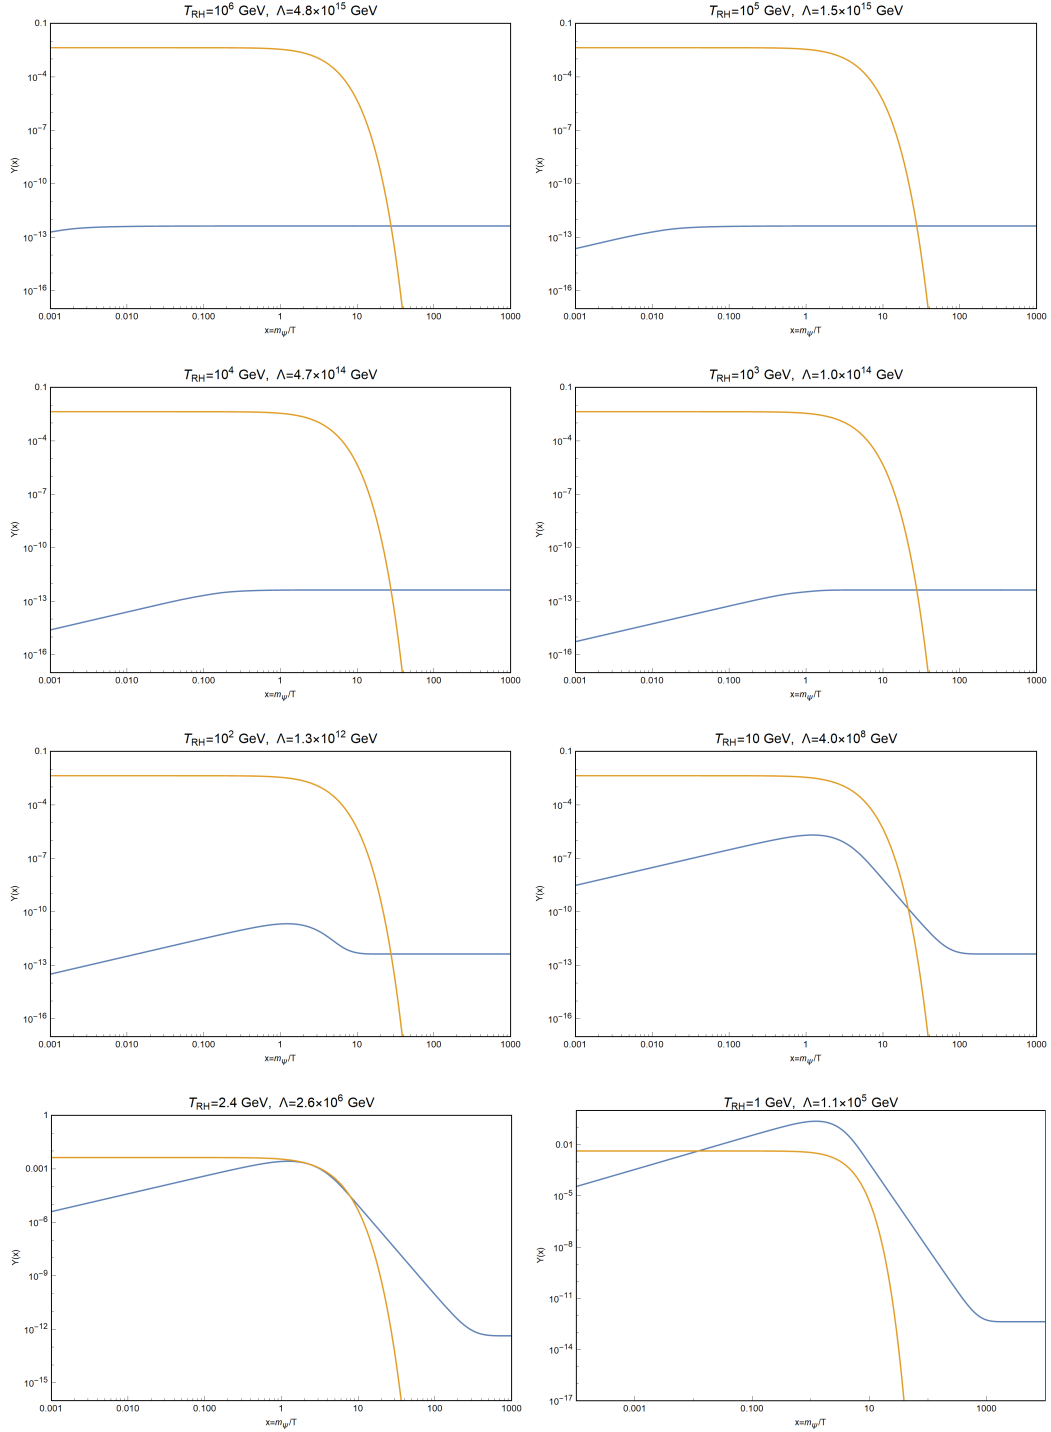 T_RH=10^6 GeV, Λ=4.8×10^15 GeV
0.1
10^-4
10^-7
10^-10
10^-13
10^-16
Y(x)
0.001 0.010 0.100 1 10 100 1000
x=m_ψ/T
T_RH=10^5 GeV, Λ=1.5×10^15 GeV
0.1
10^-4
10^-7
10^-10
10^-13
10^-16
Y(x)
0.001 0.010 0.100 1 10 100 1000
x=m_ψ/T
T_RH=10^4 GeV, Λ=4.7×10^14 GeV
0.1
10^-4
10^-7
10^-10
10^-13
10^-16
Y(x)
0.001 0.010 0.100 1 10 100 1000
x=m_ψ/T
T_RH=10^3 GeV, Λ=1.0×10^14 GeV
0.1
10^-4
10^-7
10^-10
10^-13
10^-16
Y(x)
0.001 0.010 0.100 1 10 100 1000
x=m_ψ/T
T_RH=10^2 GeV, Λ=1.3×10^12 GeV
0.1
10^-4
10^-7
10^-10
10^-13
10^-16
Y(x)
0.001 0.010 0.100 1 10 100 1000
x=m_ψ/T
T_RH=10 GeV, Λ=4.0×10^8 GeV
0.1
10^-4
10^-7
10^-10
10^-13
10^-16
Y(x)
0.001 0.010 0.100 1 10 100 1000
x=m_ψ/T
T_RH=2.4 GeV, Λ=2.6×10^6 GeV
1
0.001
10^-6
10^-9
10^-12
10^-15
Y(x)
0.001 0.010 0.100 1 10 100 1000
x=m_ψ/T
T_RH=1 GeV, Λ=1.1×10^5 GeV
0.01
10^-5
10^-8
10^-11
10^-14
10^-17
Y(x)
0.001 0.100 10 1000
x=m_ψ/T